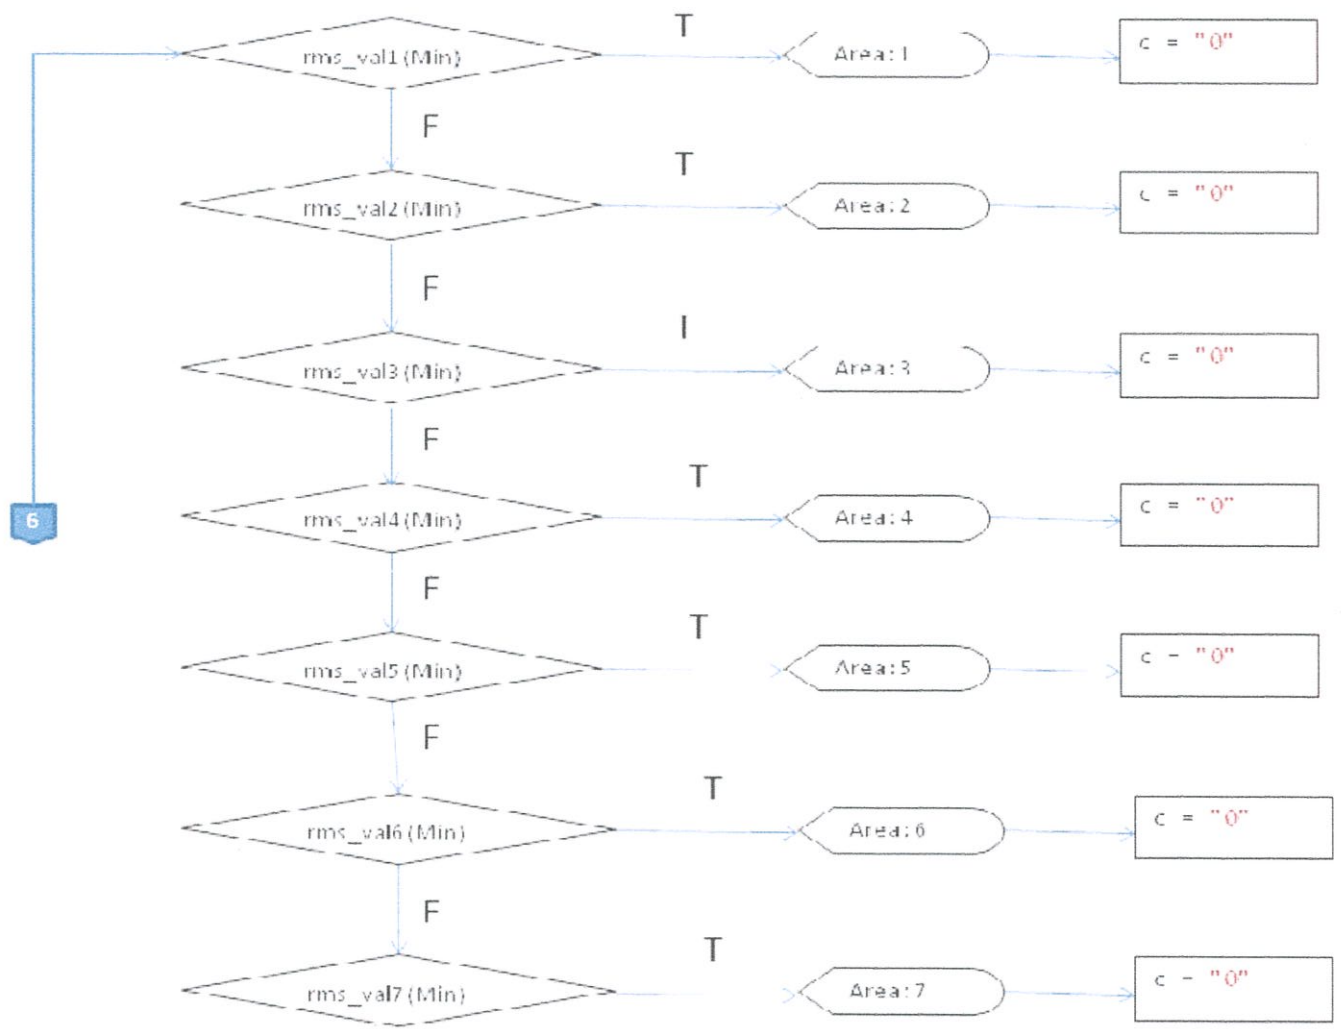 T
rms_val1(Min) Area:1 c = "0"
F
T
rms_val2(Min) Area:2 c = "0"
F
T
rms_val3(Min) Area:3 c = "0"
F
T
6
rms_val4(Min) Area:4 c = "0"
F
T
rms_val5(Min) Area:5 c = "0"
F
T
rms_val6(Min) Area:6 c = "0"
F
T
rms_val7(Min) Area:7 c = "0"